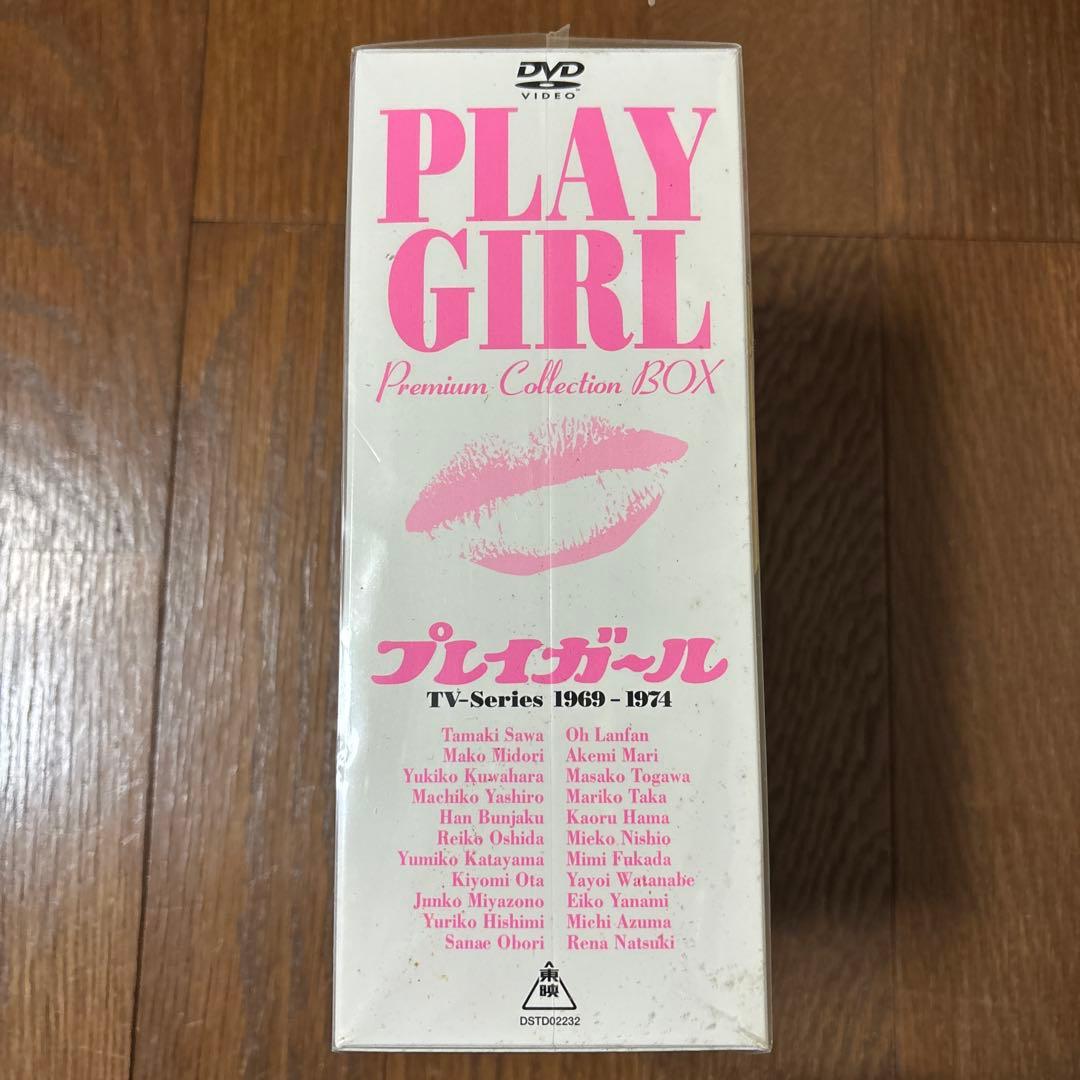 DVD
VIDEO™
PLAY
GIRL
Premium Collection BOX
プレイガ〜ル
TV-Series 1969-1974
Tamaki Sawa Oh Lanfan
Mako Midori Akemi Mari
Yukiko Kuwahara Masako Togawa
Machiko Yashiro Mariko Taka
Han Bunjaku Kaoru Hama
Reiko Oshida Mieko Nishio
Yumiko Katayama Mimi Fukada
Kiyomi Ota Yayoi Watanabe
Junko Miyazono Eiko Yanami
Yuriko Hishimi Michi Azuma
Sanae Obori Rena Natsuki
東映
DSTD02232